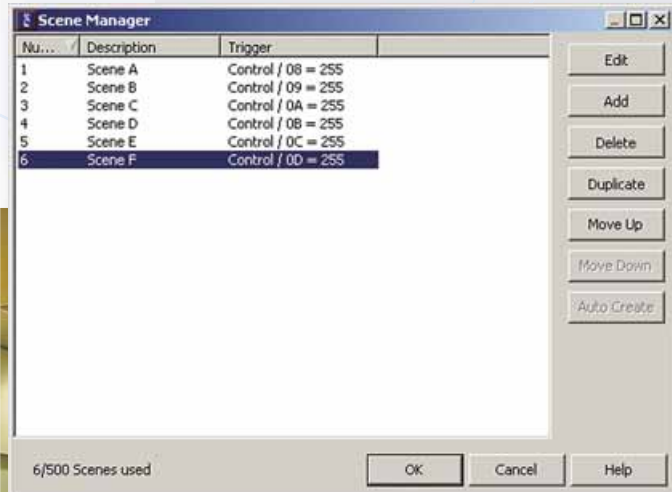 Scene Manager
Nu... Description Trigger
1 Scene A Control / 08 = 255
2 Scene B Control / 09 = 255
3 Scene C Control / 0A = 255
4 Scene D Control / 0B = 255
5 Scene E Control / 0C = 255
6 Scene F Control / 0D = 255
Edit
Add
Delete
Duplicate
Move Up
Move Down
Auto Create
6/500 Scenes used
OK Cancel Help